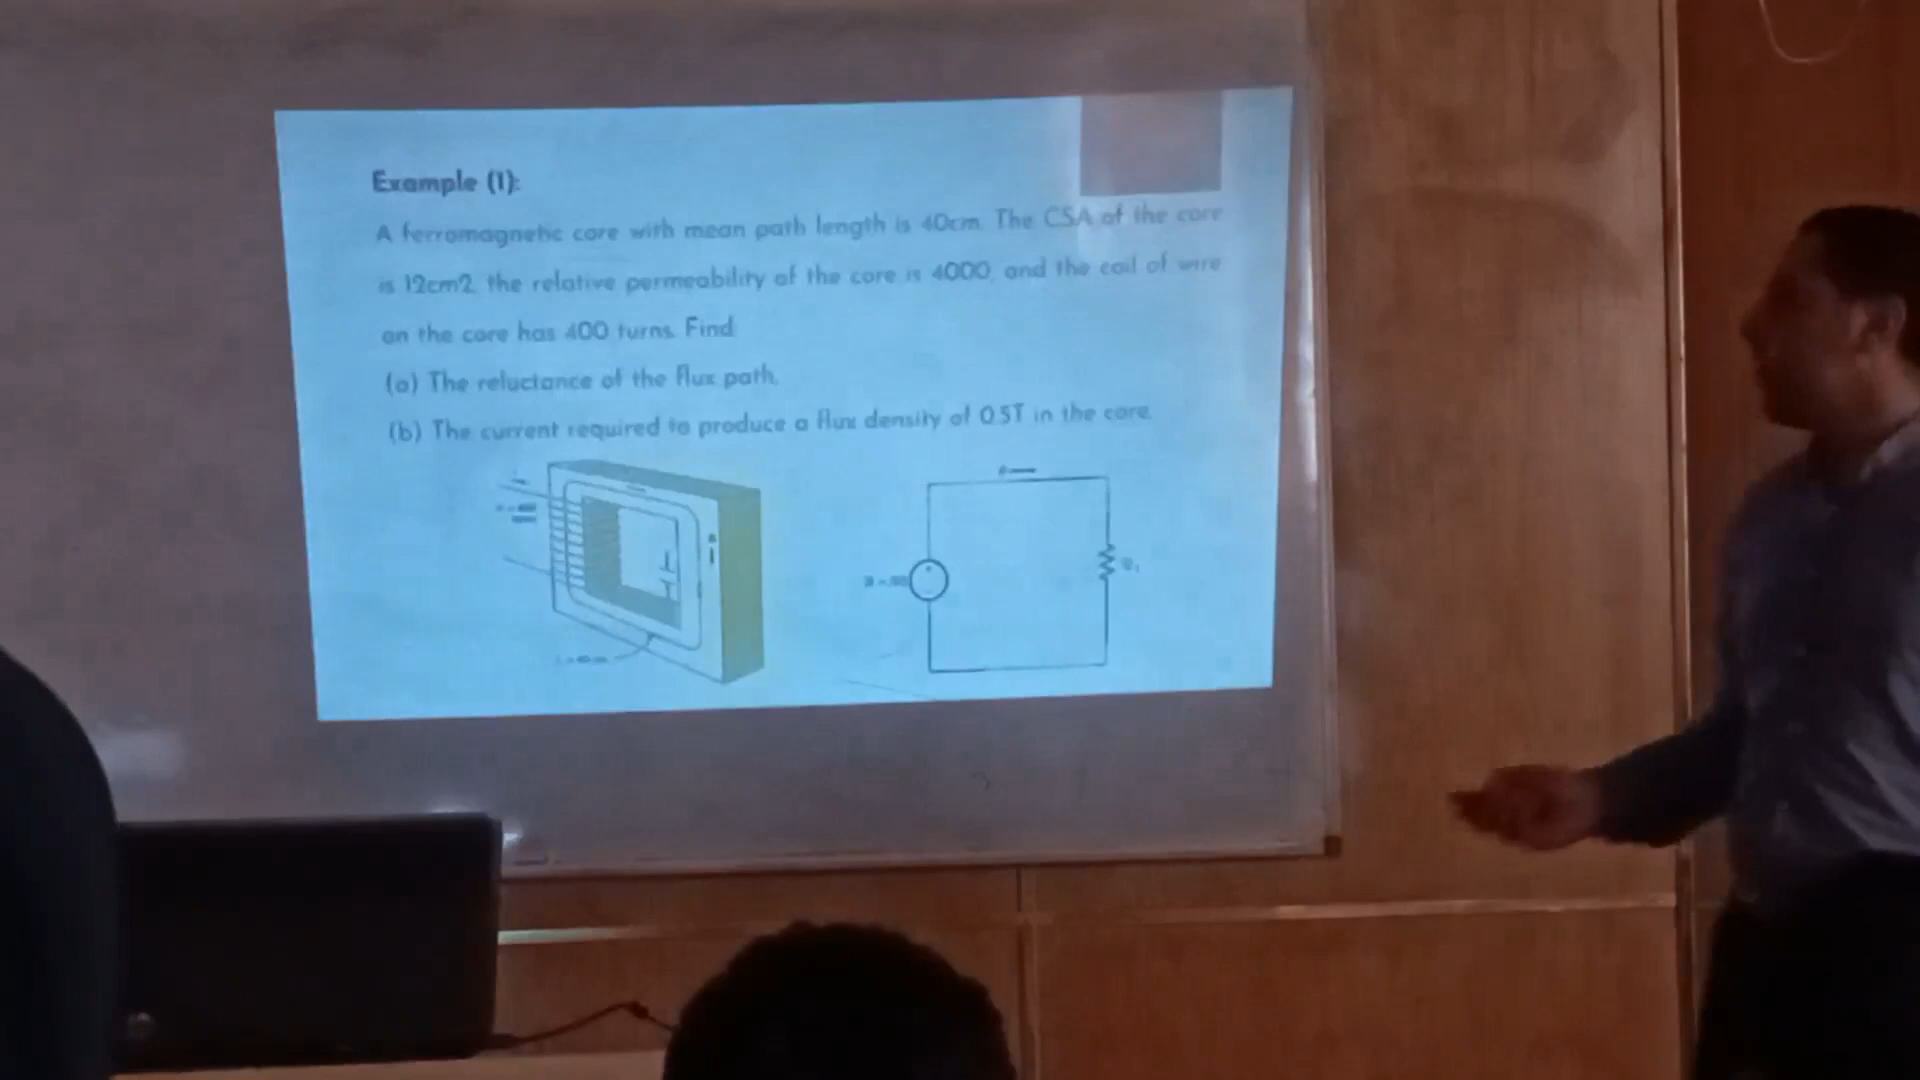 Example (1):
A ferromagnetic core with mean path length is 40cm. The CSA of the core
is 12cm2, the relative permeability of the core is 4000, and the coil of wire
on the core has 400 turns. Find
(a) The reluctance of the flux path.
(b) The current required to produce a flux density of 0.5T in the core.